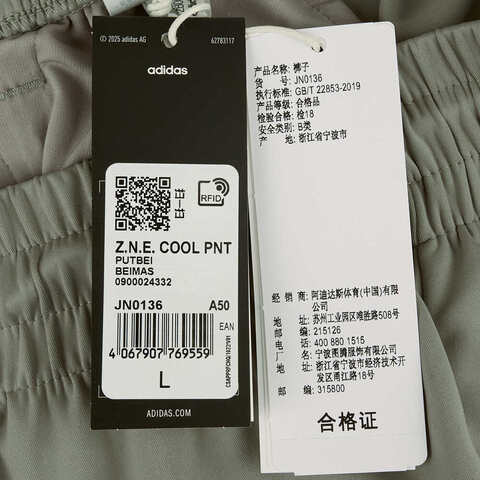 © 2025 adidas AG
62783117
adidas
RFID
Z.N.E. COOL PNT
PUTBEI
BEIMAS
0900024332
JN0136 A50
EAN
4 067907 769559
L
ADIDAS.COM
产品名称: 裤子
货 号: JN0136
执行标准: GB/T 22853-2019
产品等级: 合格品
检验合格: 检18
安全类别: B类
产 地: 浙江省宁波市
经 销 商: 阿迪达斯体育(中国)有限公司
地 址: 苏州工业园区唯胜路508号
邮 编: 215126
电 话: 400 880 1515
厂 名: 宁波图腾服饰有限公司
地 址: 浙江省宁波市经济技术开发区甬江路18号
邮 编: 315800
合格证